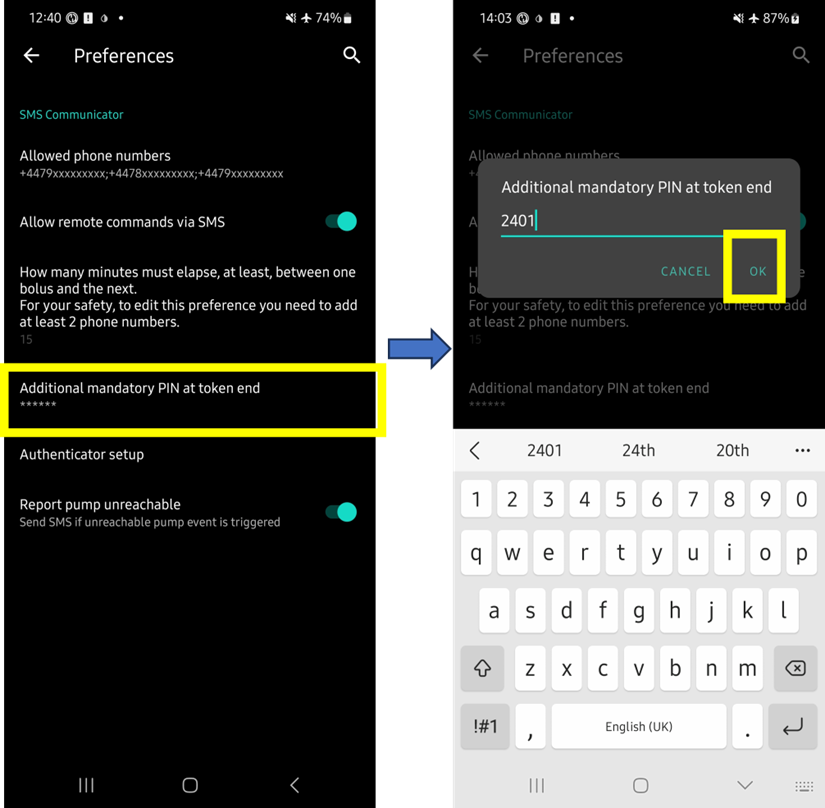 12:40
74%
Preferences
SMS Communicator
Allowed phone numbers
+4479xxxxxxxxx;+4478xxxxxxxxx;+4479xxxxxxxxx
Allow remote commands via SMS
How many minutes must elapse, at least, between one
bolus and the next.
For your safety, to edit this preference you need to add
at least 2 phone numbers.
15
Additional mandatory PIN at token end
******
Authenticator setup
Report pump unreachable
Send SMS if unreachable pump event is triggered
14:03
87%
Preferences
SMS Communicator
Allowed phone numbers
Additional mandatory PIN at token end
2401
CANCEL OK
For your safety, to edit this preference you need to add
at least 2 phone numbers.
15
Additional mandatory PIN at token end
******
2401 24th 20th ...
1 2 3 4 5 6 7 8 9 0
q w e r t y u i o p
a s d f g h j k l
z x c v b n m
!#1 , English (UK) .